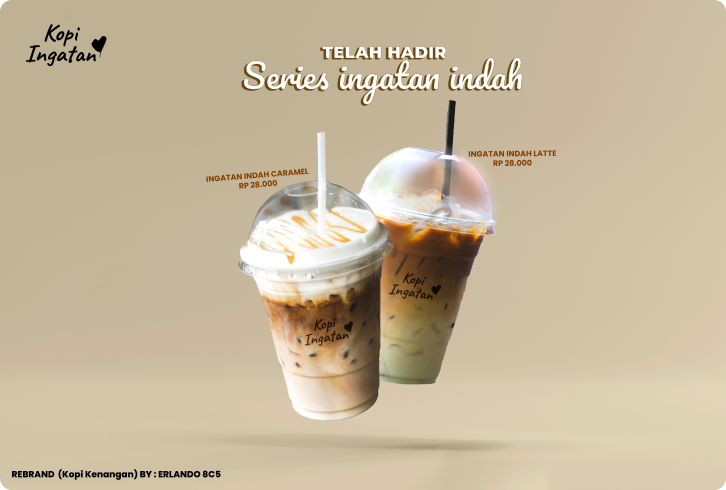 Kopi
Ingatan
TELAH HADIR
Series ingatan indah
INGATAN INDAH CARAMEL
RP 28.000
INGATAN INDAH LATTE
RP 28.000
Kopi
Ingatan
Kopi
Ingatan
REBRAND (Kopi Kenangan) BY : ERLANDO 8C5